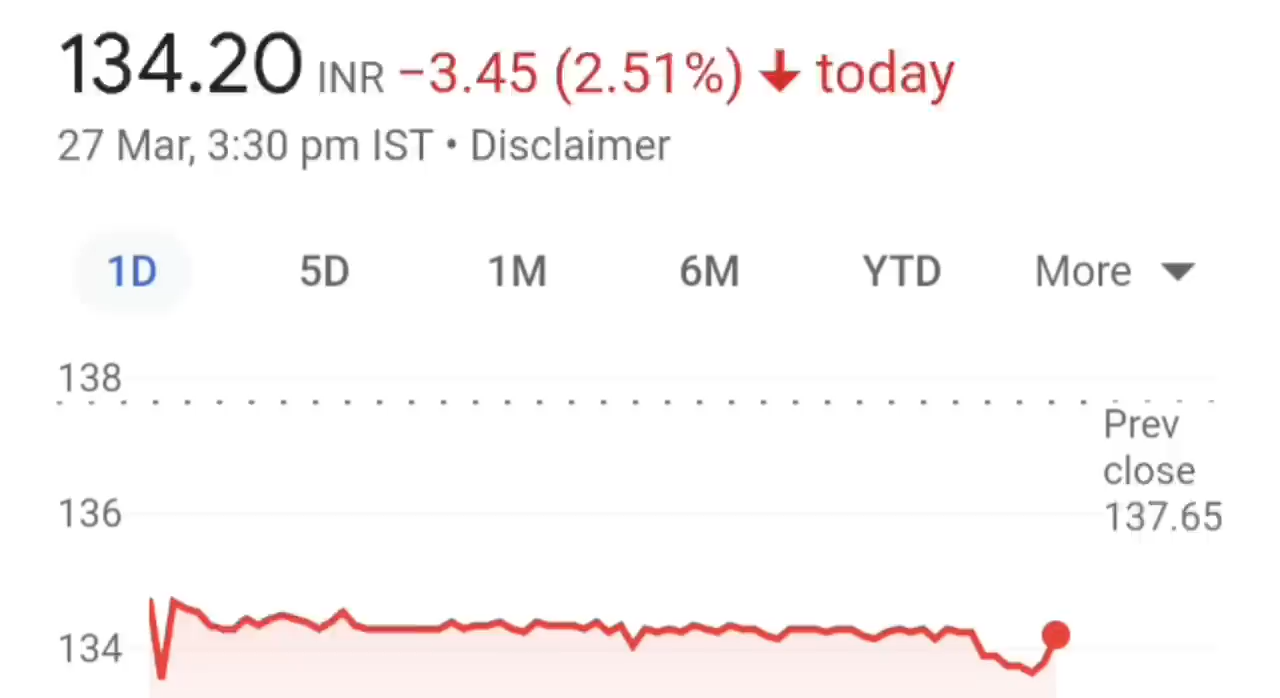 134.20 INR −3.45 (2.51%) ↓ today
27 Mar, 3:30 pm IST • Disclaimer
1D 5D 1M 6M YTD More
138
Prev
close
137.65
136
134